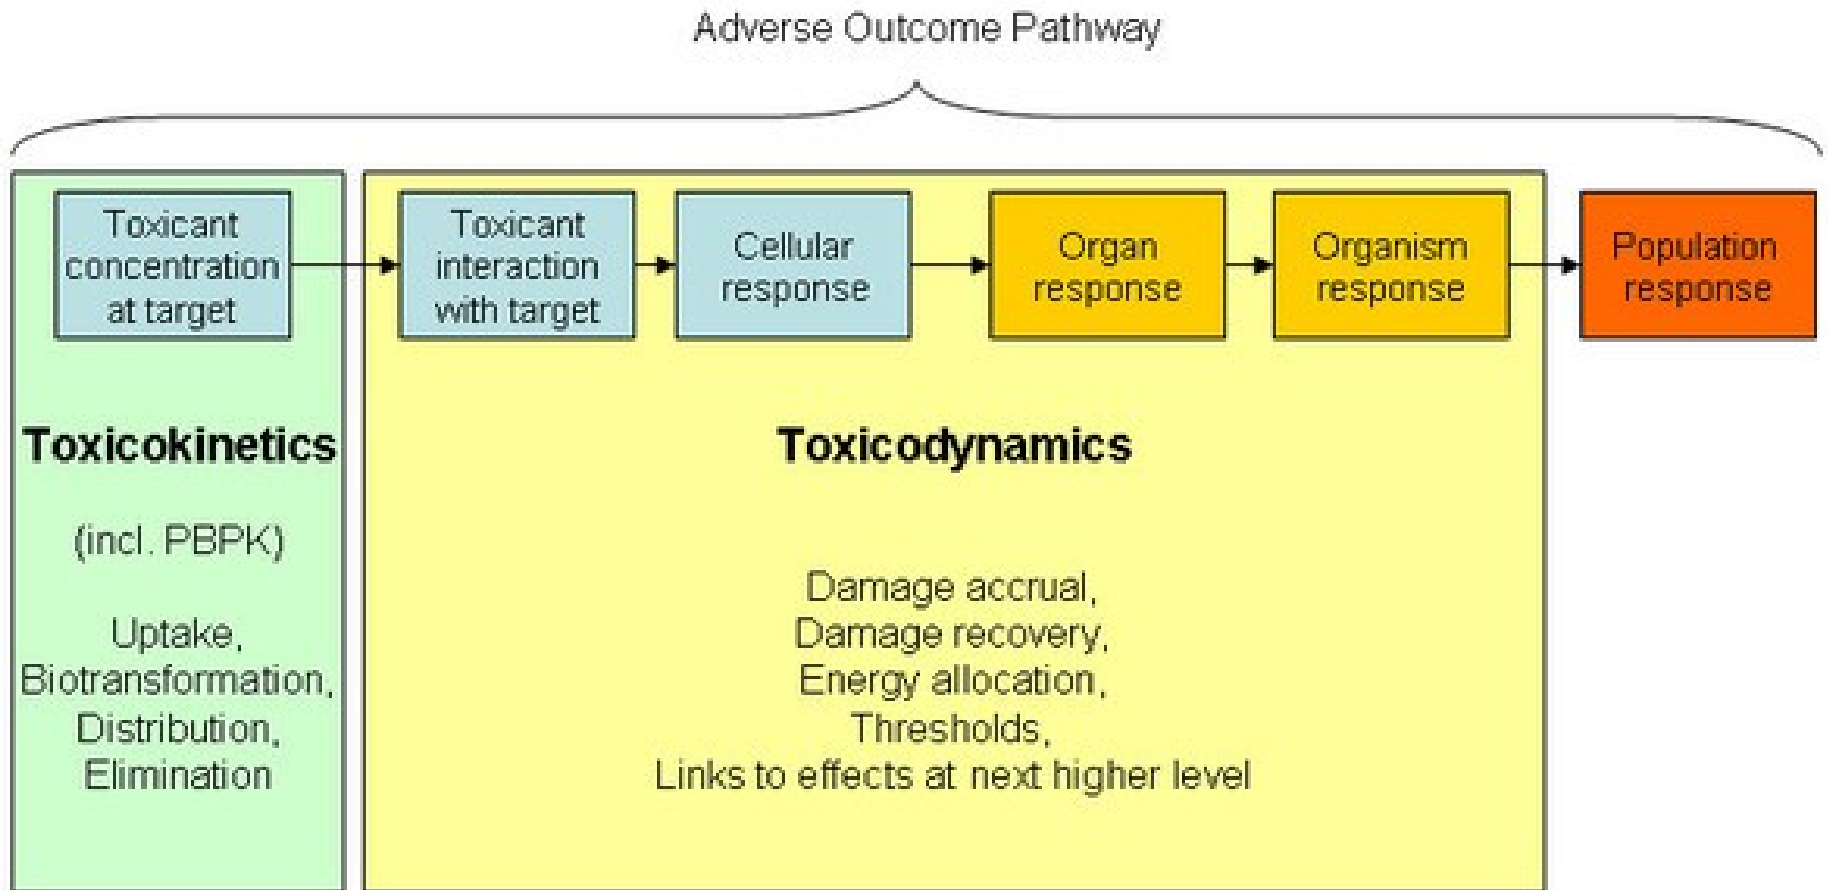 Adverse Outcome Pathway
Toxicant
concentration
at target
Toxicant
interaction
with target
Cellular
response
Organ
response
Organism
response
Population
response
Toxicokinetics
(incl. PBPK)
Uptake,
Biotransformation,
Distribution,
Elimination
Toxicodynamics
Damage accrual,
Damage recovery,
Energy allocation,
Thresholds,
Links to effects at next higher level